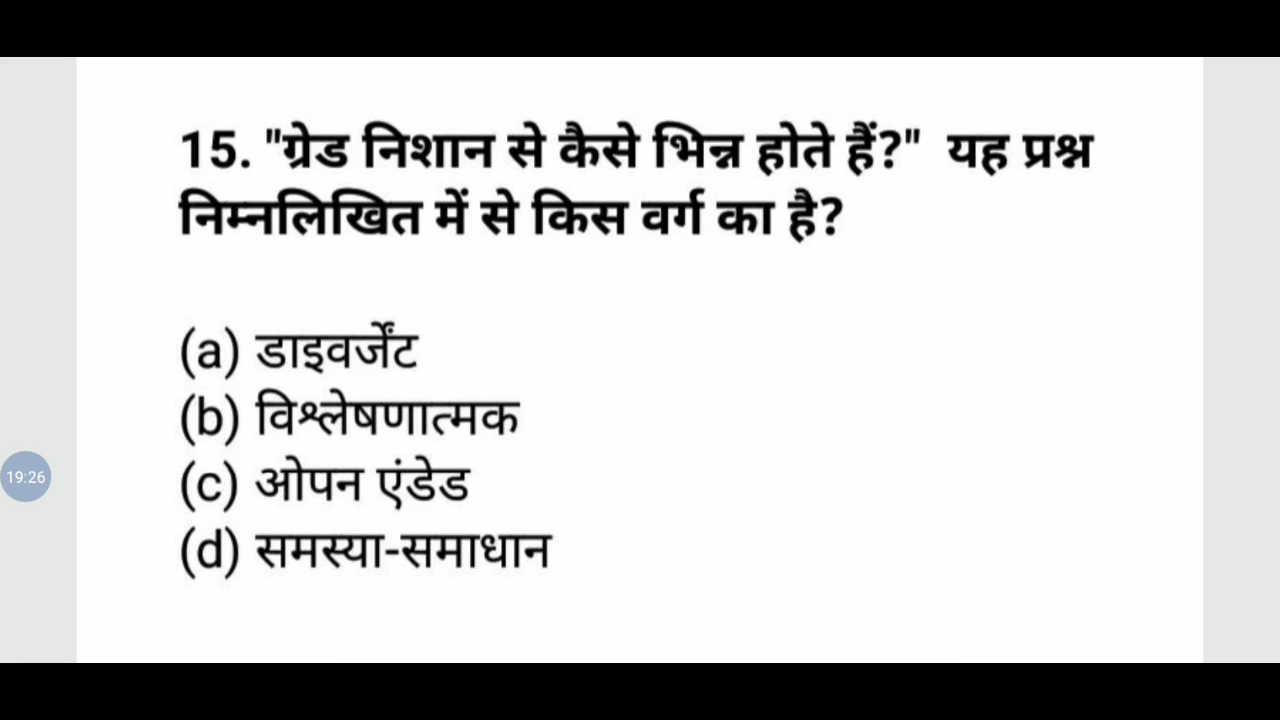 15. "ग्रेड निशान से कैसे भिन्न होते हैं?" यह प्रश्न
निम्नलिखित में से किस वर्ग का है?
(a) डाइवर्जेंट
(b) विश्लेषणात्मक
(c) ओपन एंडेड
(d) समस्या-समाधान
19:26